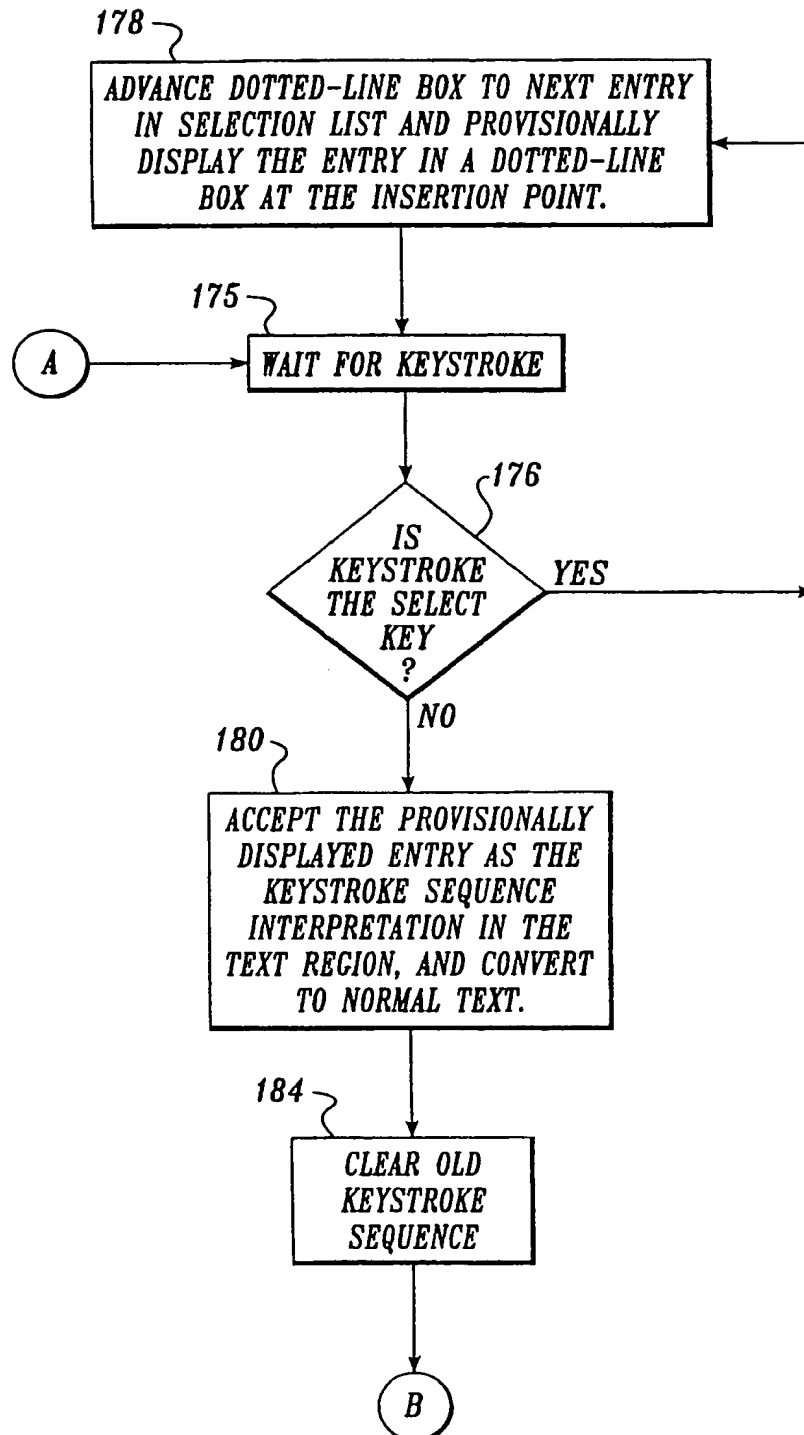 178
ADVANCE DOTTED-LINE BOX TO NEXT ENTRY
IN SELECTION LIST AND PROVISIONALLY
DISPLAY THE ENTRY IN A DOTTED-LINE
BOX AT THE INSERTION POINT.
175
A
WAIT FOR KEYSTROKE
176
IS
KEYSTROKE
THE SELECT
KEY
?
YES
NO
180
ACCEPT THE PROVISIONALLY
DISPLAYED ENTRY AS THE
KEYSTROKE SEQUENCE
INTERPRETATION IN THE
TEXT REGION, AND CONVERT
TO NORMAL TEXT.
184
CLEAR OLD
KEYSTROKE
SEQUENCE
B